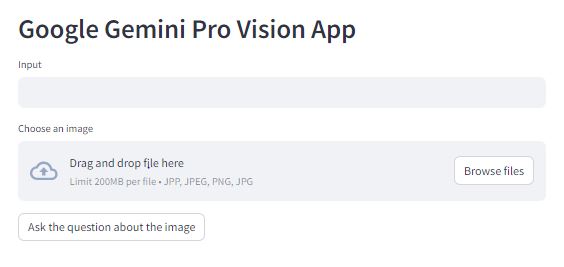 Google Gemini Pro Vision App
Input
Choose an image
Drag and drop file here
Limit 200MB per file • JPP, JPEG, PNG, JPG
Browse files
Ask the question about the image